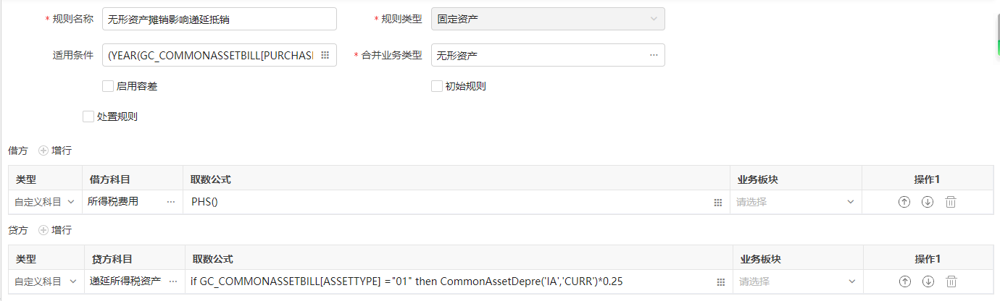 * 规则名称 无形资产摊销影响递延抵销 * 规则类型 固定资产
适用条件 (YEAR(GC_COMMONASSETBILL[PURCHASI * 合并业务类型 无形资产 ...
启用容差 初始规则
处置规则
借方 增行
类型 借方科目 取数公式 业务板块 操作1
自定义科目 所得税费用 ... PHS() 请选择
贷方 增行
类型 贷方科目 取数公式 业务板块 操作1
自定义科目 递延所得税资产 ... if GC_COMMONASSETBILL[ASSETTYPE] ="01" then CommonAssetDepre('IA','CURR')*0.25 请选择